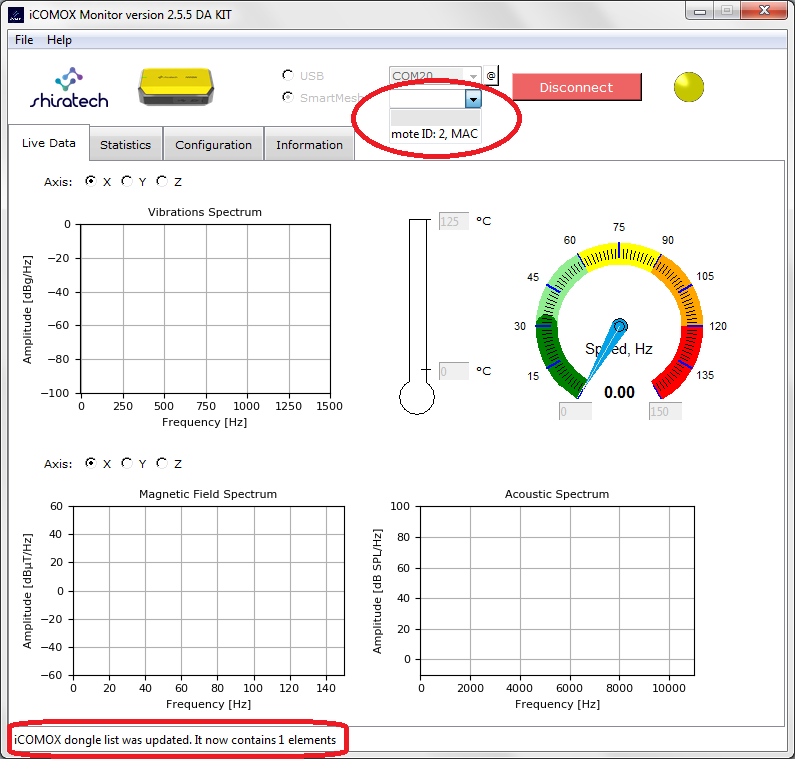 iCOMOX Monitor version 2.5.5 DA KIT
File Help
shiratech
USB
COM20
@
Disconnect
SmartMesh
mote ID: 2, MAC
Live Data
Statistics
Configuration
Information
Axis: X Y Z
Vibrations Spectrum
0
−20
−40
−60
−80
−100
Amplitude [dBg/Hz]
0 250 500 750 1000 1250 1500
Frequency [Hz]
125 °C
0 °C
0
15
30
45
60
75
90
105
120
135
150
Speed, Hz
0.00
Axis: X Y Z
Magnetic Field Spectrum
60
40
20
0
−20
−40
−60
Amplitude [dBµT/Hz]
0 20 40 60 80 100 120 140
Frequency [Hz]
Acoustic Spectrum
100
80
60
40
20
0
Amplitude [dB SPL/Hz]
0 2000 4000 6000 8000 10000
Frequency [Hz]
iCOMOX dongle list was updated. It now contains 1 elements